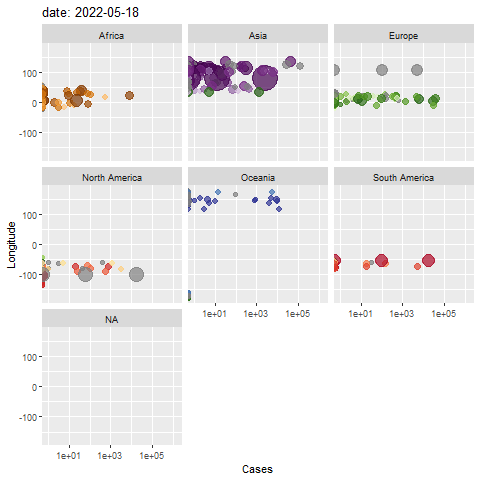 date: 2022-05-18
Africa
Asia
Europe
100
0
-100
North America
Oceania
South America
100
0
-100
Longitude
1e+01 1e+03 1e+05
1e+01 1e+03 1e+05
NA
100
0
-100
1e+01 1e+03 1e+05
Cases